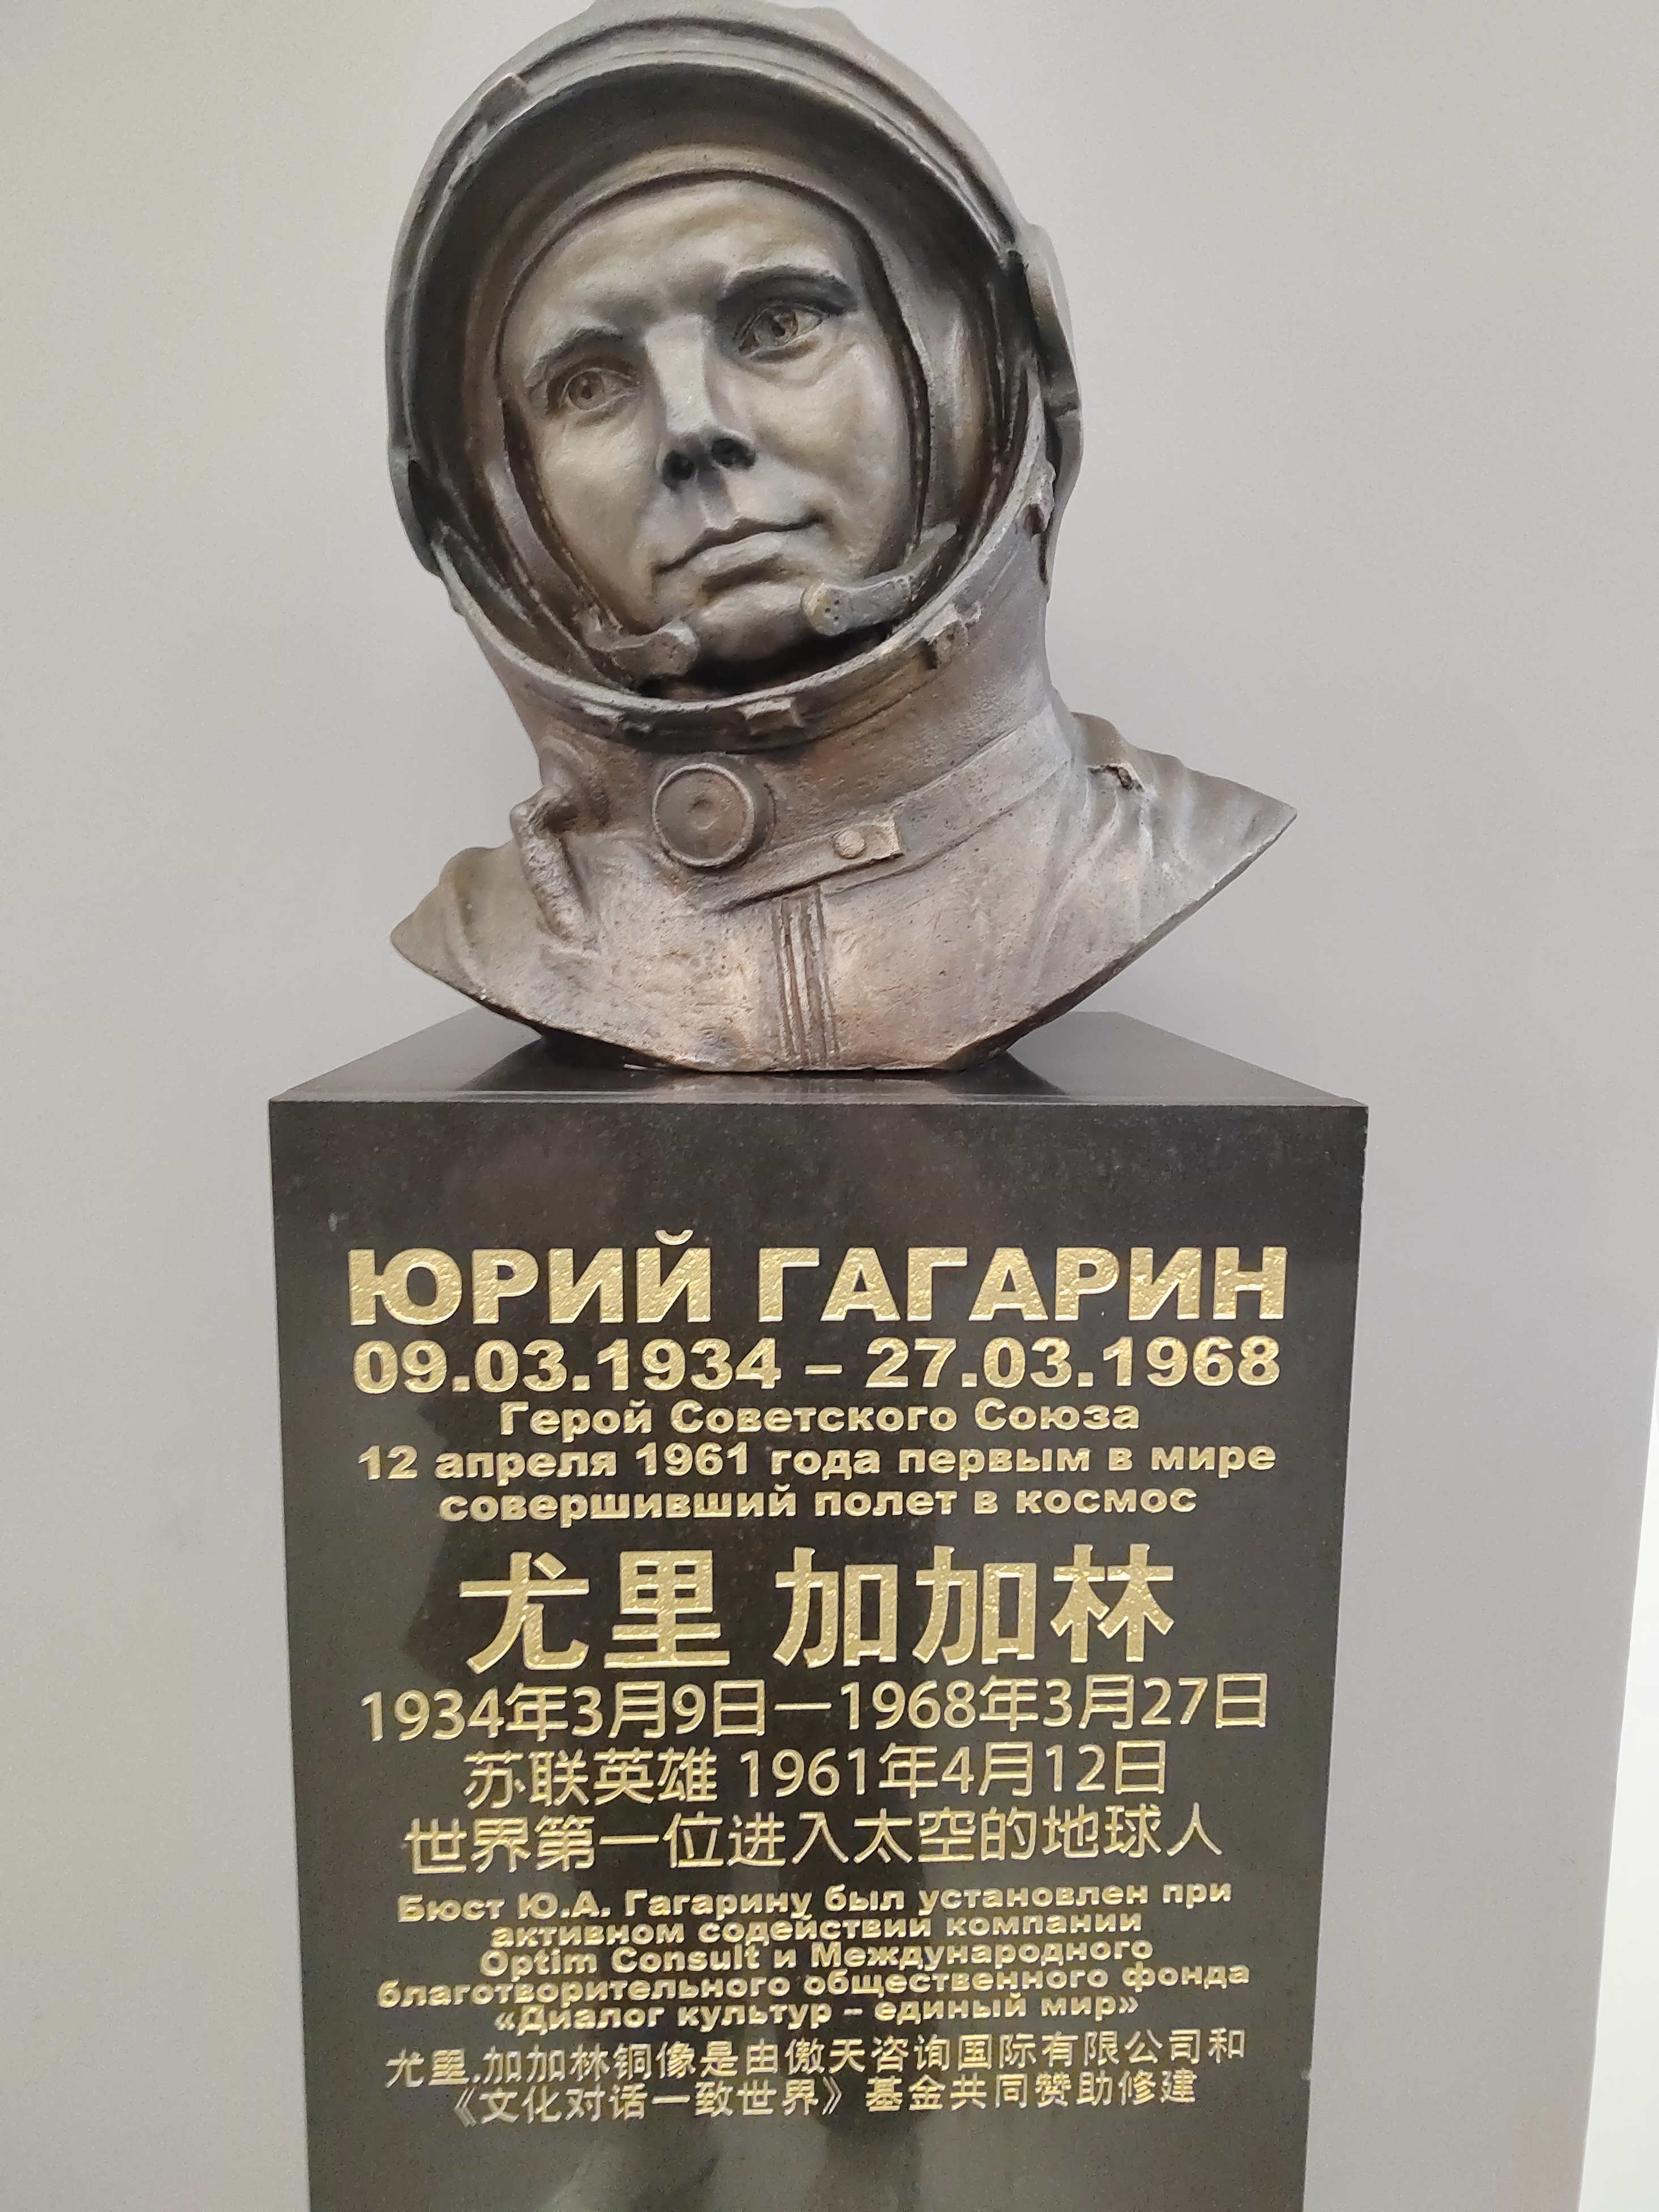 ЮРИЙ ГАГАРИН
09.03.1934 – 27.03.1968
Герой Советского Союза
12 апреля 1961 года первым в мире
совершивший полет в космос
尤里 加加林
1934年3月9日—1968年3月27日
苏联英雄 1961年4月12日
世界第一位进入太空的地球人
Бюст Ю.А. Гагарину был установлен при
активном содействии компании
Optim Consult и Международного
благотворительного общественного фонда
«Диалог культур – единый мир»
尤里.加加林铜像是由傲天咨询国际有限公司和
《文化对话一致世界》基金共同赞助修建